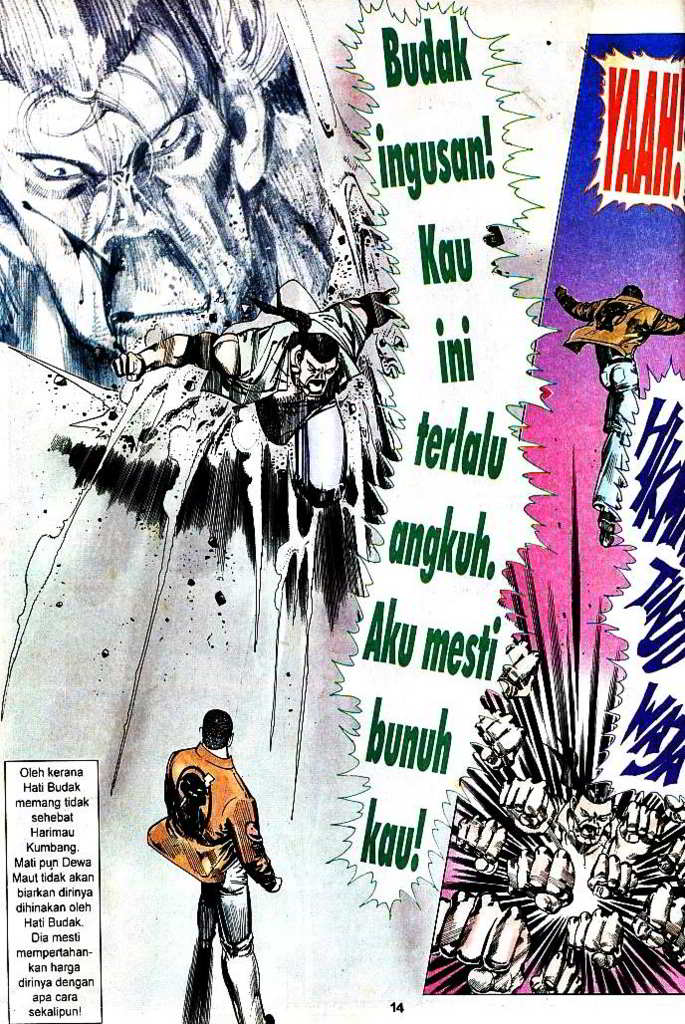 Budak
ingusan!
Kau
ini
terlalu
angkuh.
Aku mesti
bunuh
kau!
YAAH!
TINJU
WAJA
Oleh kerana
Hati Budak
memang tidak
sehebat
Harimau
Kumbang.
Mati pun Dewa
Maut tidak akan
biarkan dirinya
dihinakan oleh
Hati Budak.
Dia mesti
mempertahan-
kan harga
dirinya dengan
apa cara
sekalipun!
14